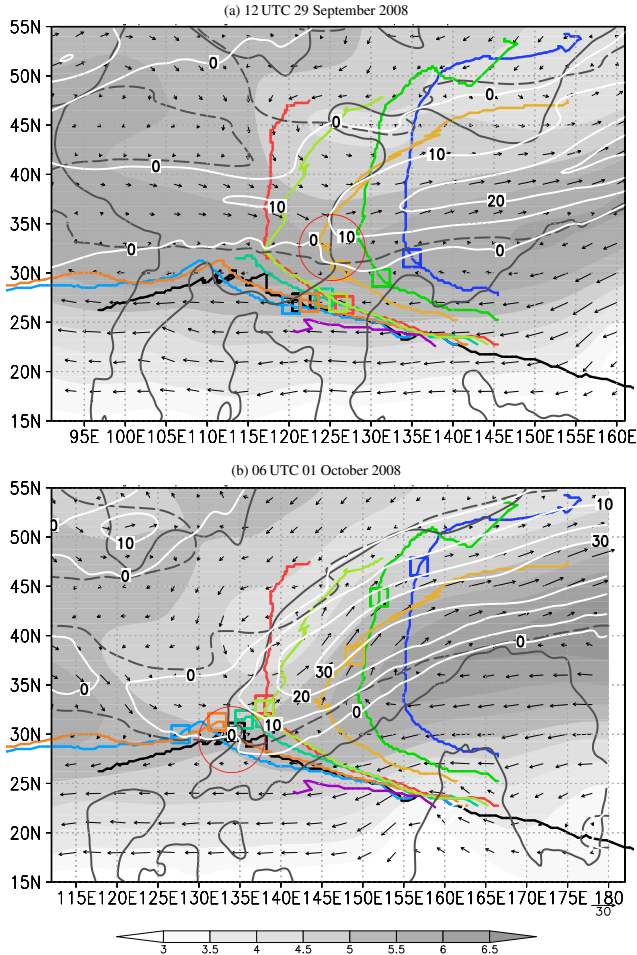 (a) 12 UTC 29 September 2008
55N
50N
45N
40N
35N
30N
25N
20N
15N
0
0
0
0
10
20
10
0
10
0
0
95E 100E 105E 110E 115E 120E 125E 130E 135E 140E 145E 150E 155E 160E
(b) 06 UTC 01 October 2008
55N
50N
45N
40N
35N
30N
25N
20N
15N
0
10
0
10
30
0
0
0
30
20
10
0
0
115E 120E 125E 130E 135E 140E 145E 150E 155E 160E 165E 170E 175E 180
30
3 3.5 4 4.5 5 5.5 6 6.5